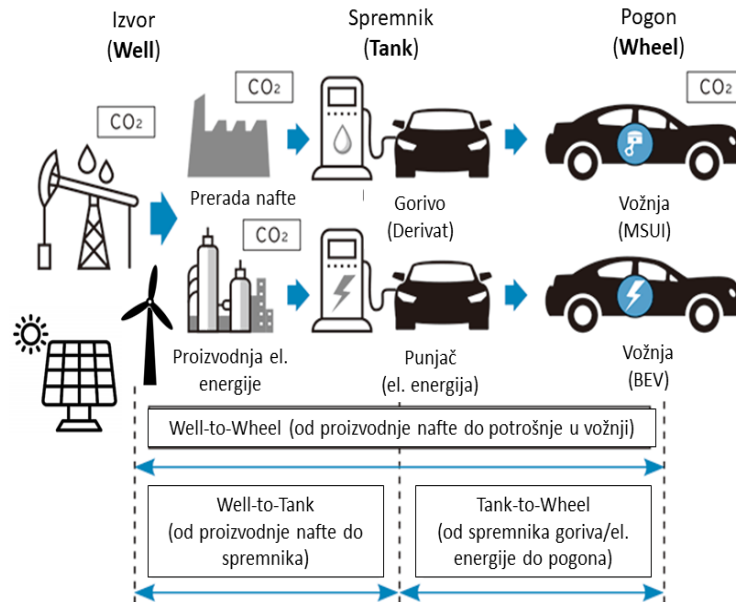 Izvor
(Well)
Spremnik
(Tank)
Pogon
(Wheel)
CO₂
CO₂
CO₂
Prerada nafte
Gorivo
(Derivat)
Vožnja
(MSUI)
CO₂
Proizvodnja el.
energije
Punjač
(el. energija)
Vožnja
(BEV)
Well-to-Wheel (od proizvodnje nafte do potrošnje u vožnji)
Well-to-Tank
(od proizvodnje nafte do
spremnika)
Tank-to-Wheel
(od spremnika goriva/el.
energije do pogona)